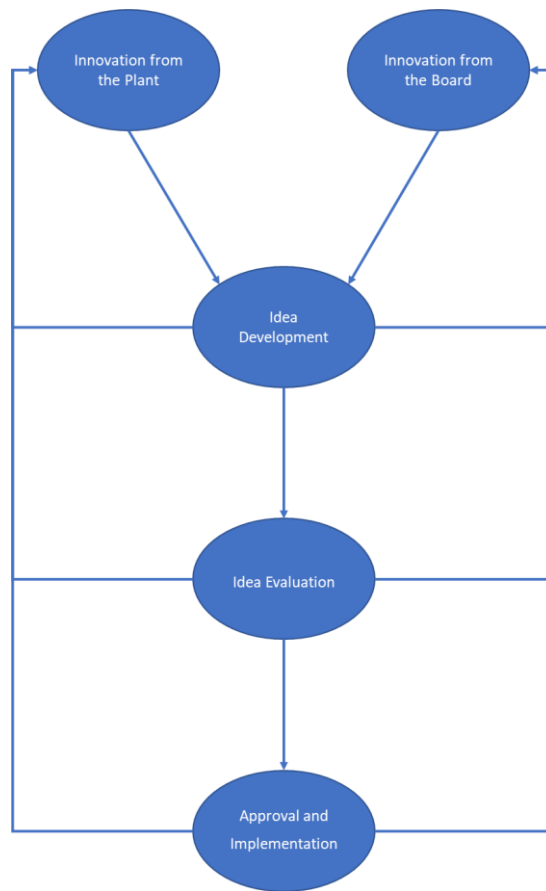 Innovation from
the Plant
Innovation from
the Board
Idea
Development
Idea Evaluation
Approval and
Implementation